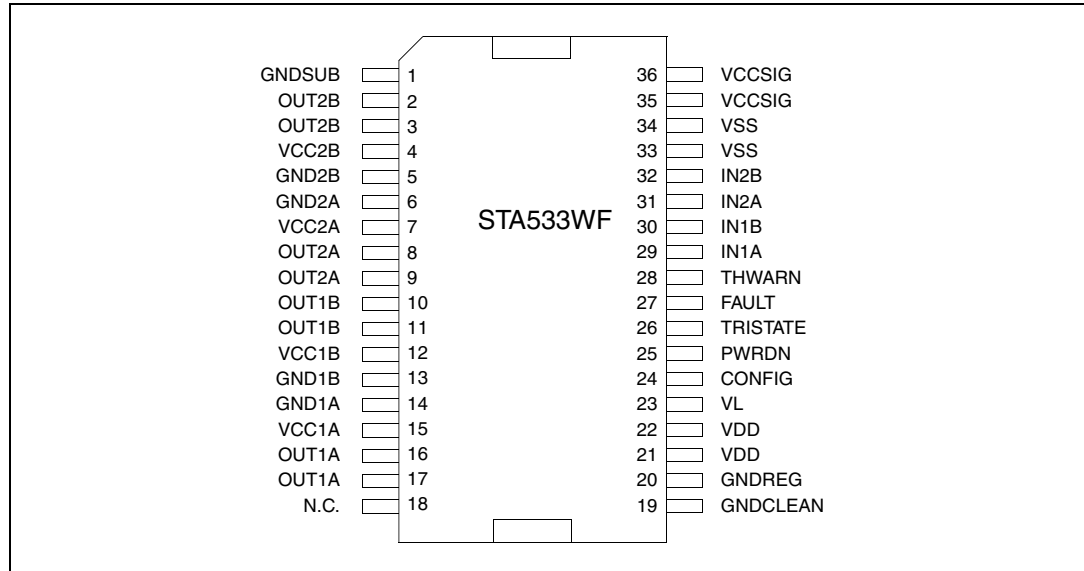 GNDSUB 1 36 VCCSIG
OUT2B 2 35 VCCSIG
OUT2B 3 34 VSS
VCC2B 4 33 VSS
GND2B 5 32 IN2B
GND2A 6 31 IN2A
STA533WF
VCC2A 7 30 IN1B
OUT2A 8 29 IN1A
OUT2A 9 28 THWARN
OUT1B 10 27 FAULT
OUT1B 11 26 TRISTATE
VCC1B 12 25 PWRDN
GND1B 13 24 CONFIG
GND1A 14 23 VL
VCC1A 15 22 VDD
OUT1A 16 21 VDD
OUT1A 17 20 GNDREG
N.C. 18 19 GNDCLEAN